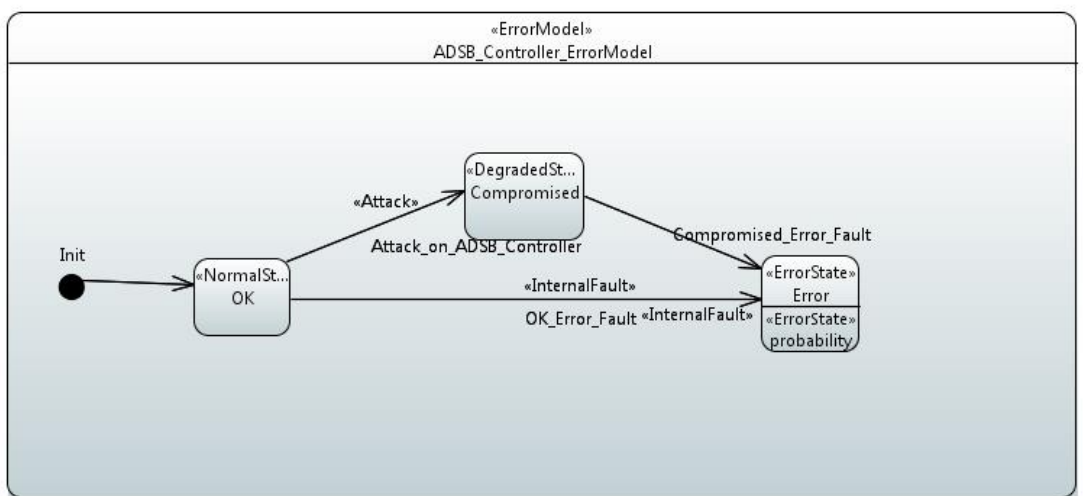 «ErrorModel»
ADSB_Controller_ErrorModel
«DegradedSt...
Compromised
«Attack»
Attack_on_ADSB_Controller
Compromised_Error_Fault
Init
«NormalSt...
OK
«InternalFault»
OK_Error_Fault «InternalFault»
«ErrorState»
Error
«ErrorState»
probability